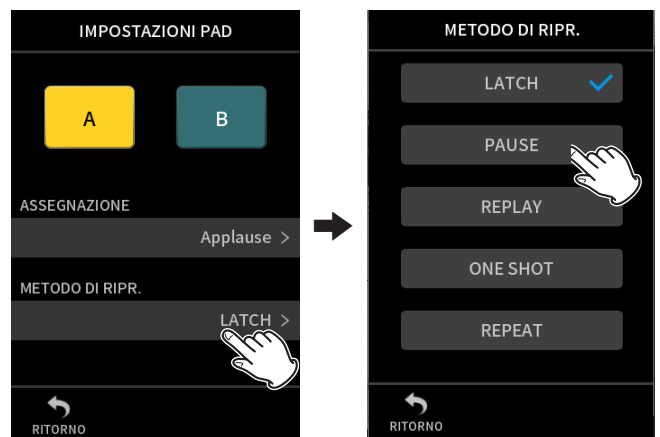 IMPOSTAZIONI PAD
A
B
ASSEGNAZIONE
Applause >
METODO DI RIPR.
LATCH >
RITORNO
METODO DI RIPR.
LATCH
PAUSE
REPLAY
ONE SHOT
REPEAT
RITORNO